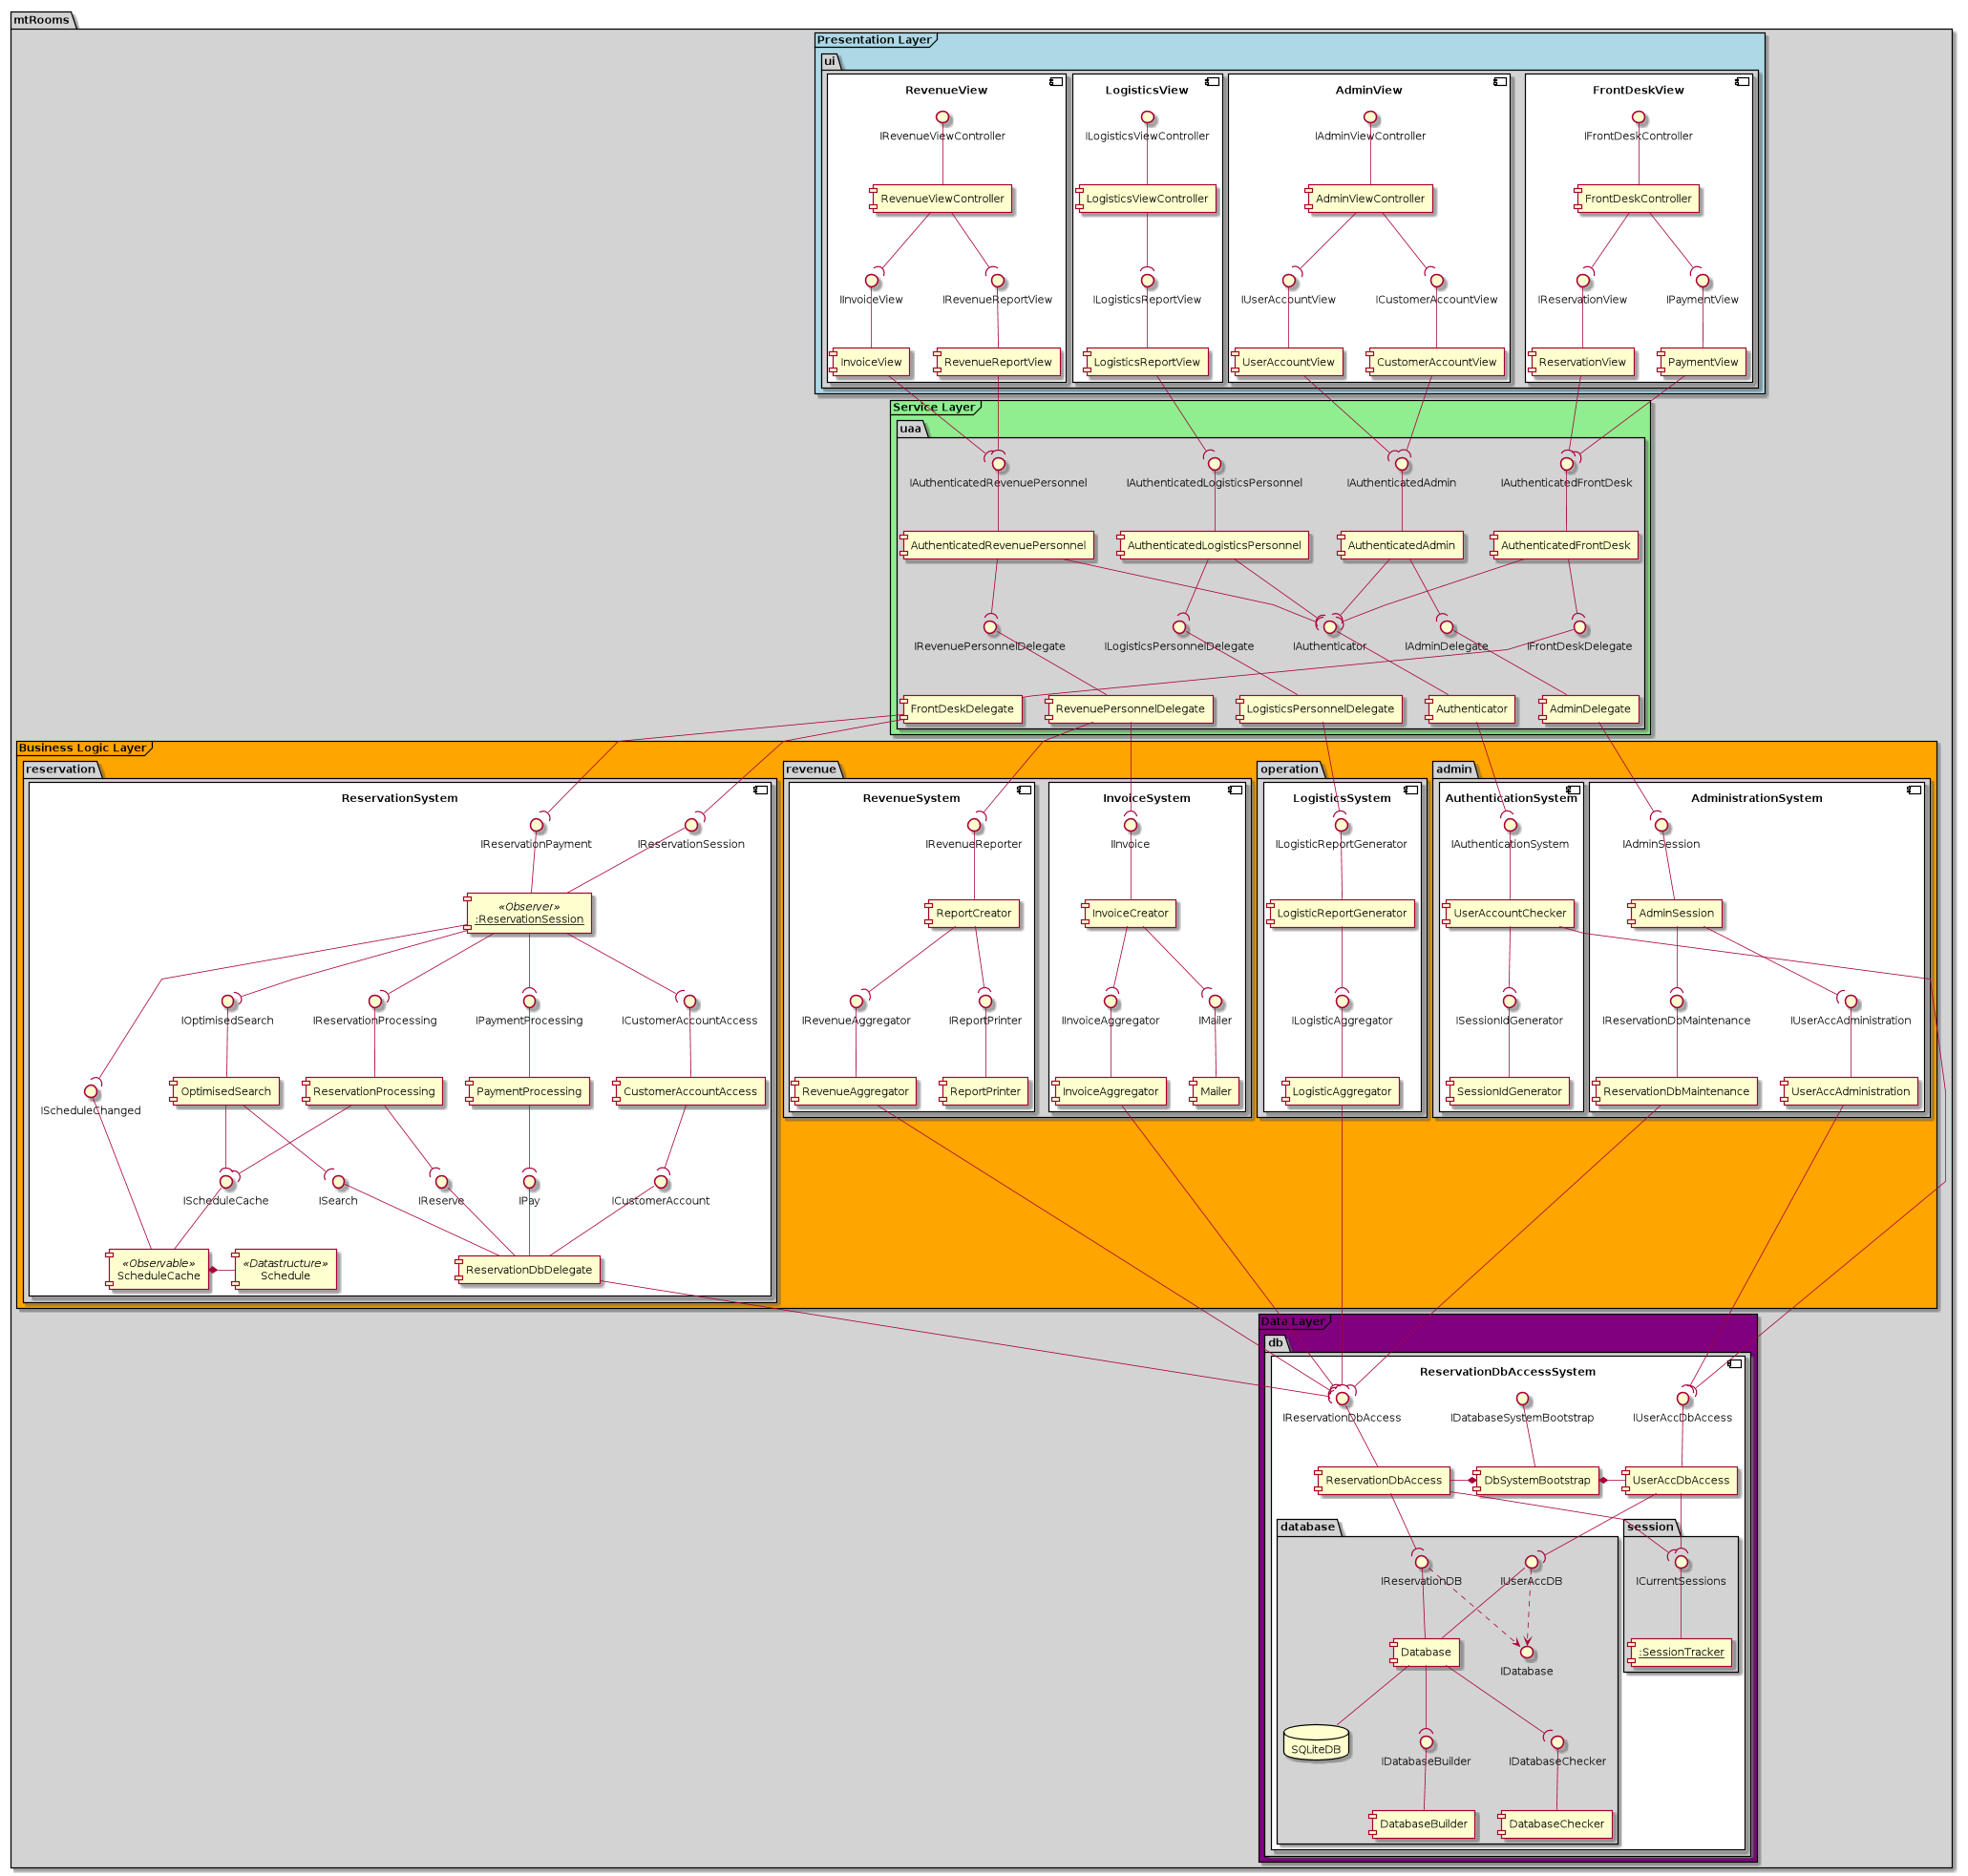 mtRooms
Presentation Layer
ui
RevenueView
LogisticsView
AdminView
FrontDeskView
IRevenueViewController
ILogisticsViewController
IAdminViewController
IFrontDeskController
RevenueViewController
LogisticsViewController
AdminViewController
FrontDeskController
IInvoiceView
IRevenueReportView
ILogisticsReportView
IUserAccountView
ICustomerAccountView
IReservationView
IPaymentView
InvoiceView
RevenueReportView
LogisticsReportView
UserAccountView
CustomerAccountView
ReservationView
PaymentView
Service Layer
uaa
IAuthenticatedRevenuePersonnel
IAuthenticatedLogisticsPersonnel
IAuthenticatedAdmin
IAuthenticatedFrontDesk
AuthenticatedRevenuePersonnel
AuthenticatedLogisticsPersonnel
AuthenticatedAdmin
AuthenticatedFrontDesk
IRevenuePersonnelDelegate
ILogisticsPersonnelDelegate
IAuthenticator
IAdminDelegate
IFrontDeskDelegate
FrontDeskDelegate
RevenuePersonnelDelegate
LogisticsPersonnelDelegate
Authenticator
AdminDelegate
Business Logic Layer
reservation
revenue
operation
admin
ReservationSystem
RevenueSystem
InvoiceSystem
LogisticsSystem
AuthenticationSystem
AdministrationSystem
IReservationPayment
IReservationSession
IRevenueReporter
IInvoice
ILogisticReportGenerator
IAuthenticationSystem
IAdminSession
«Observer»
:ReservationSession
ReportCreator
InvoiceCreator
LogisticReportGenerator
UserAccountChecker
AdminSession
IOptimisedSearch
IReservationProcessing
IPaymentProcessing
ICustomerAccountAccess
IRevenueAggregator
IReportPrinter
IInvoiceAggregator
IMailer
ILogisticAggregator
ISessionIdGenerator
IReservationDbMaintenance
IUserAccAdministration
IScheduleChanged
OptimisedSearch
ReservationProcessing
PaymentProcessing
CustomerAccountAccess
RevenueAggregator
ReportPrinter
InvoiceAggregator
Mailer
LogisticAggregator
SessionIdGenerator
ReservationDbMaintenance
UserAccAdministration
IScheduleCache
ISearch
IReserve
IPay
ICustomerAccount
«Observable»
ScheduleCache
«Datastructure»
Schedule
ReservationDbDelegate
Data Layer
db
ReservationDbAccessSystem
IReservationDbAccess
IDatabaseSystemBootstrap
IUserAccDbAccess
ReservationDbAccess
DbSystemBootstrap
UserAccDbAccess
database
session
IReservationDB
IUserAccDB
ICurrentSessions
Database
IDatabase
:SessionTracker
SQLiteDB
IDatabaseBuilder
IDatabaseChecker
DatabaseBuilder
DatabaseChecker